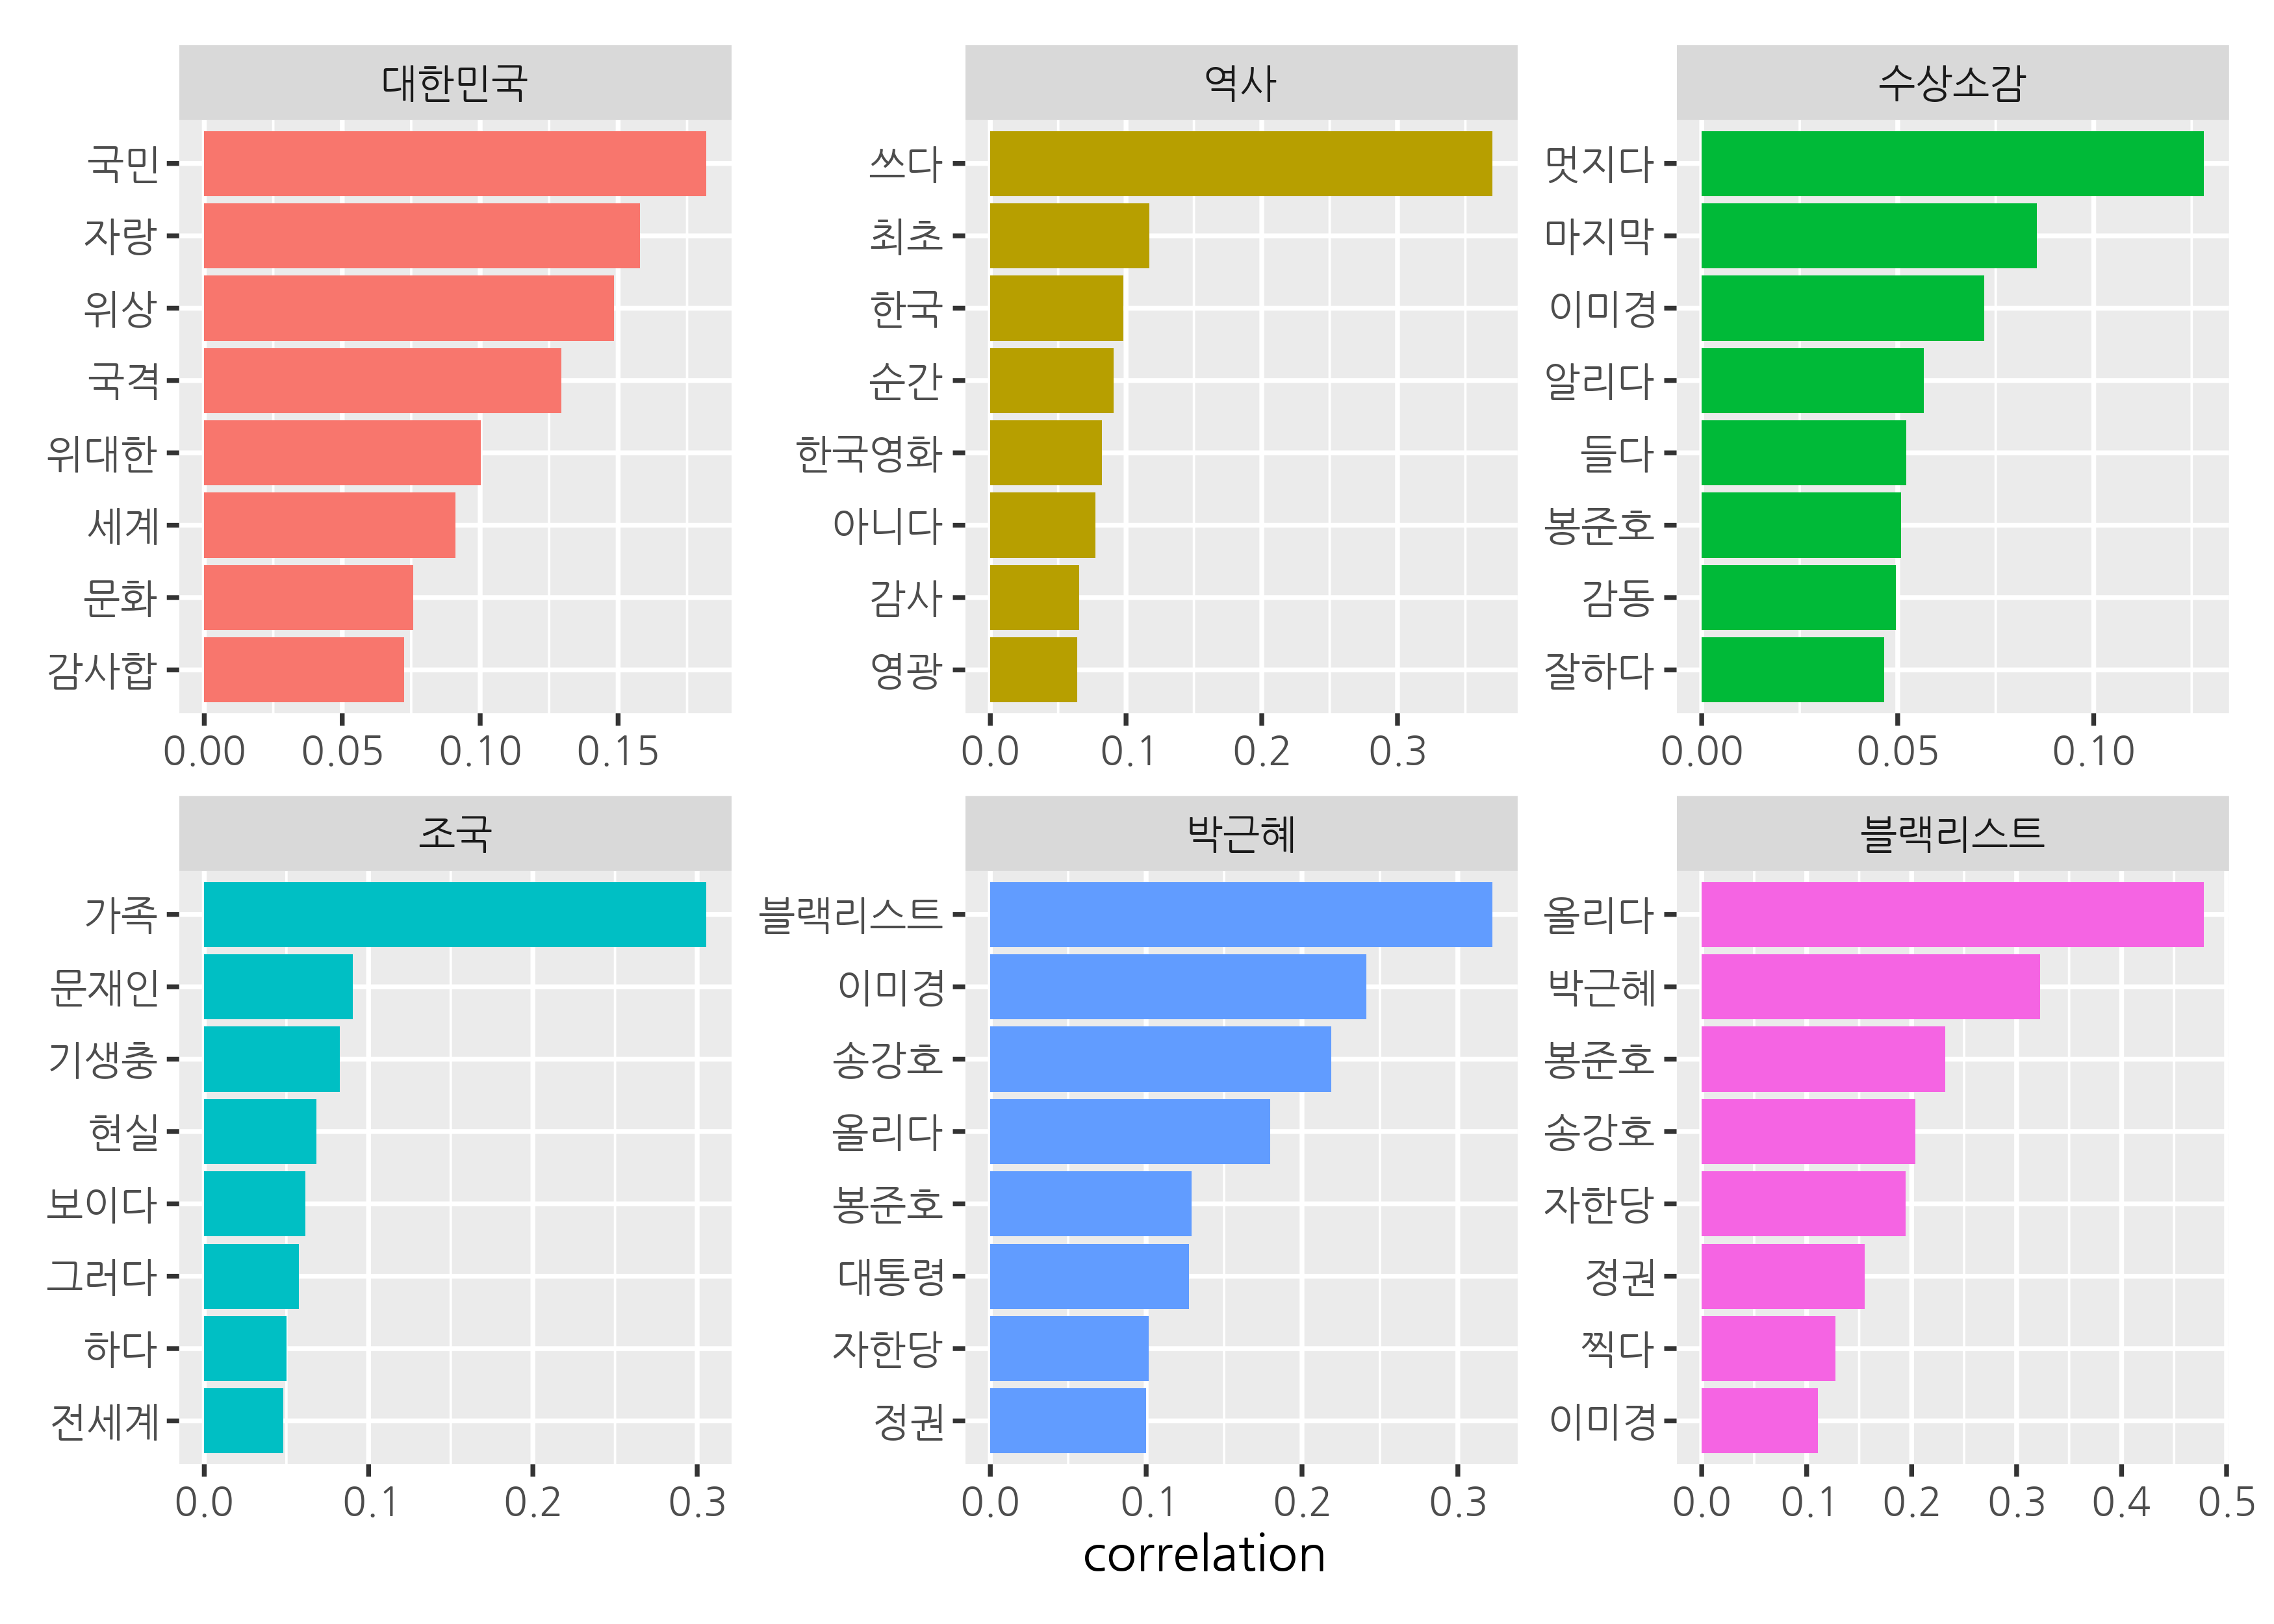 대한민국
국민
자랑
위상
국격
위대한
세계
문화
감사합
0.00 0.05 0.10 0.15
역사
쓰다
최초
한국
순간
한국영화
아니다
감사
영광
0.0 0.1 0.2 0.3
수상소감
멋지다
마지막
이미경
알리다
들다
봉준호
감동
잘하다
0.00 0.05 0.10
조국
가족
문재인
기생충
현실
보이다
그러다
하다
전세계
0.0 0.1 0.2 0.3
박근혜
블랙리스트
이미경
송강호
올리다
봉준호
대통령
자한당
정권
0.0 0.1 0.2 0.3
블랙리스트
올리다
박근혜
봉준호
송강호
자한당
정권
찍다
이미경
0.0 0.1 0.2 0.3 0.4 0.5
correlation